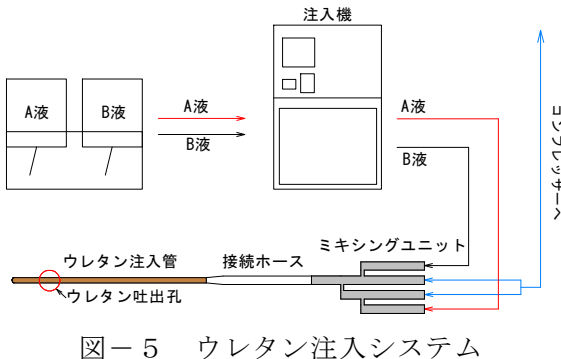 注入機
A液
B液
A液
B液
A液
B液
コンプレッサーへ
ミキシングユニット
ウレタン注入管
接続ホース
ウレタン吐出孔
図－５　ウレタン注入システム